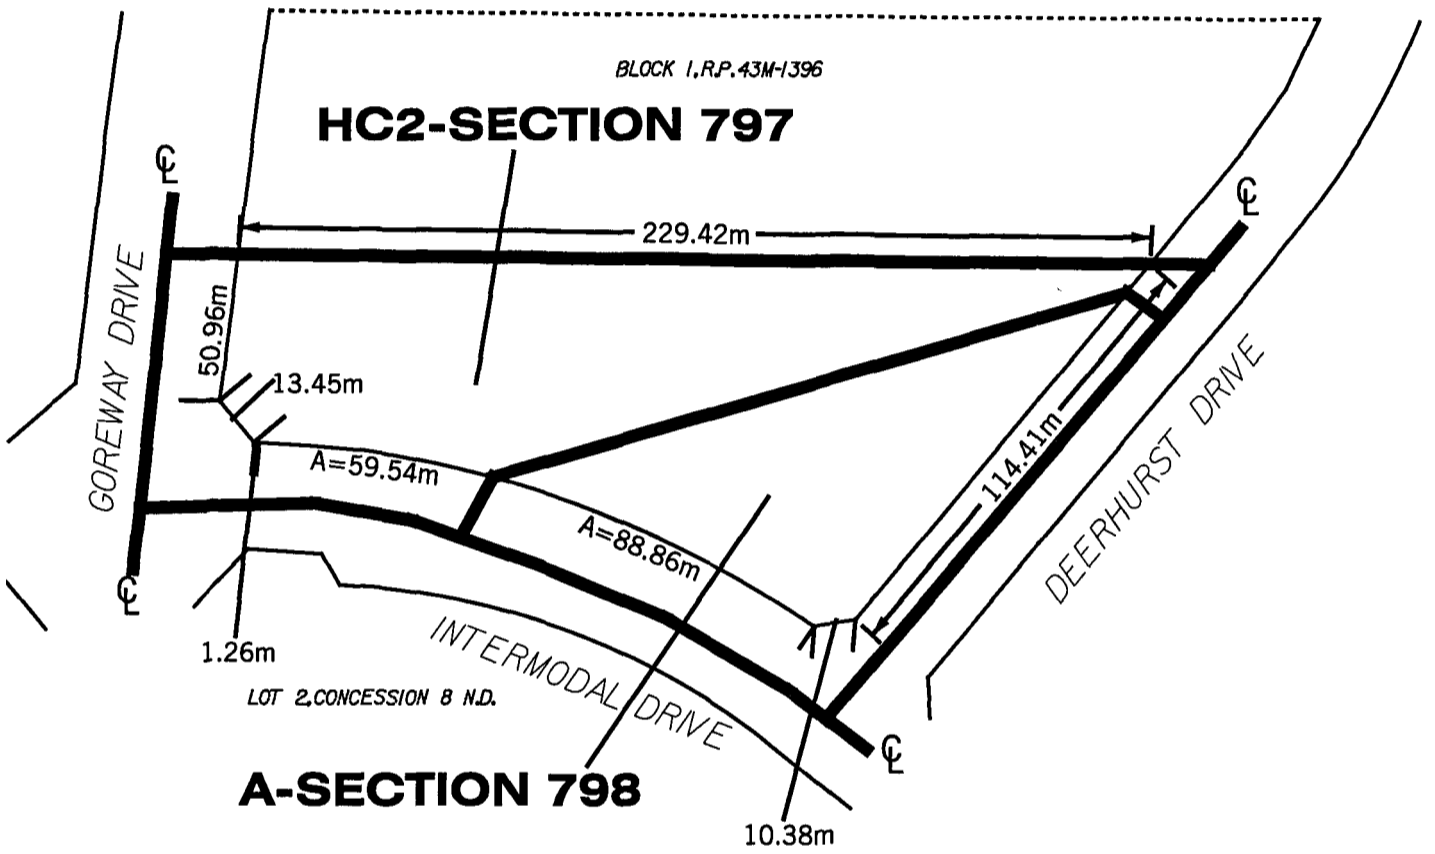 BLOCK 1, R.P. 43M-1396
HC2-SECTION 797
℄
℄
229.42m
GOREWAY DRIVE
50.96m
13.45m
A=59.54m
A=88.86m
114.41m
DEERHURST DRIVE
℄
1.26m
INTERMODAL DRIVE
LOT 2, CONCESSION 8 N.D.
℄
A-SECTION 798
10.38m